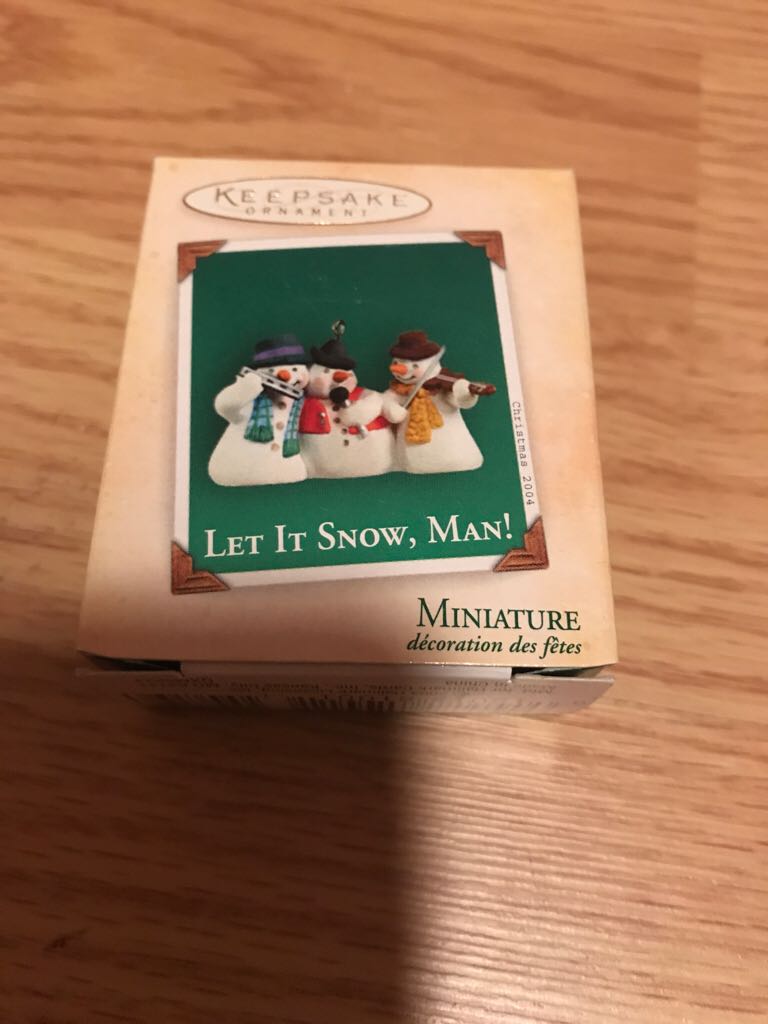 KEEPSAKE
ORNAMENT
Christmas 2004
LET IT SNOW, MAN!
MINIATURE
décoration des fêtes